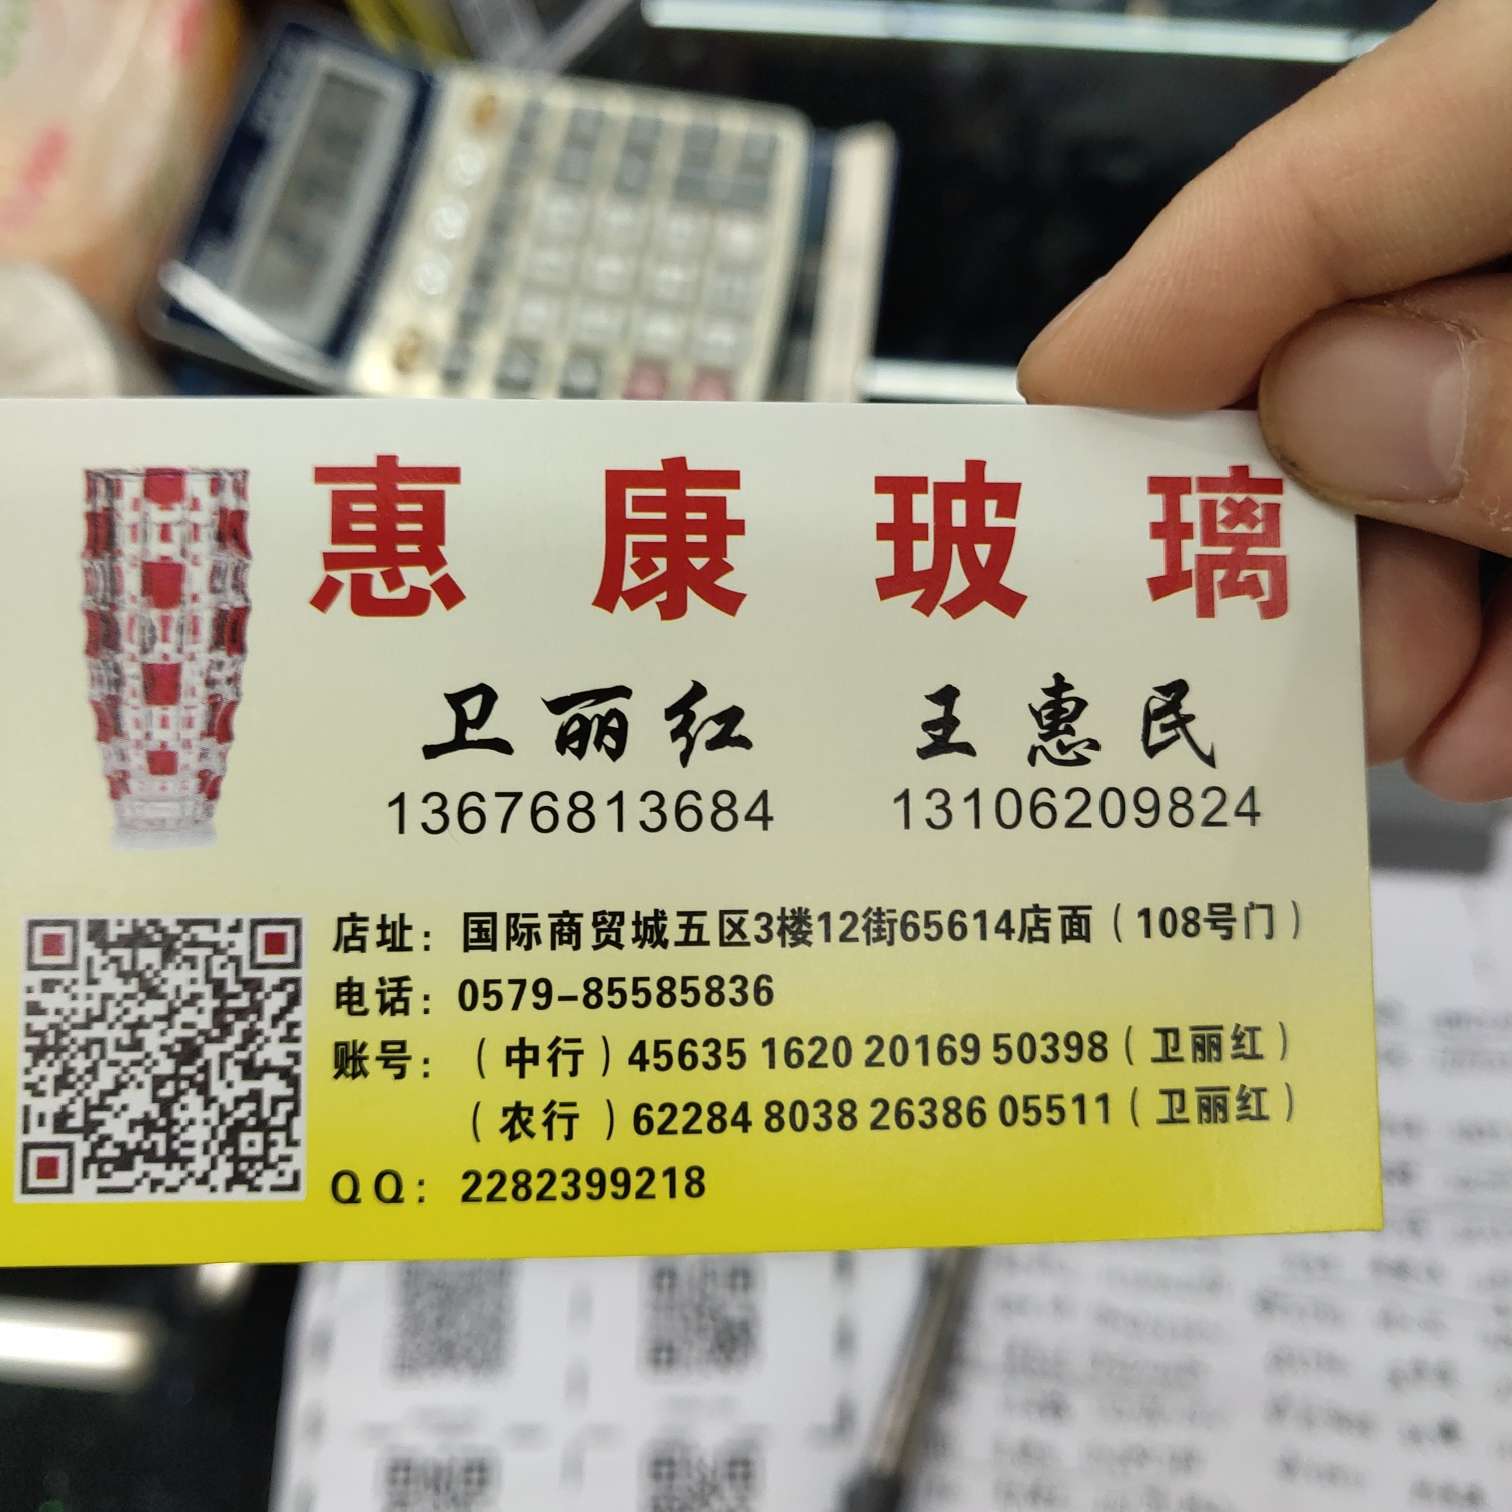 惠康玻璃
卫丽红 王惠民
13676813684 13106209824
店址：国际商贸城五区3楼12街65614店面（108号门）
电话：0579-85585836
账号：（中行）45635 1620 20169 50398（卫丽红）
（农行）62284 8038 26386 05511（卫丽红）
QQ：2282399218